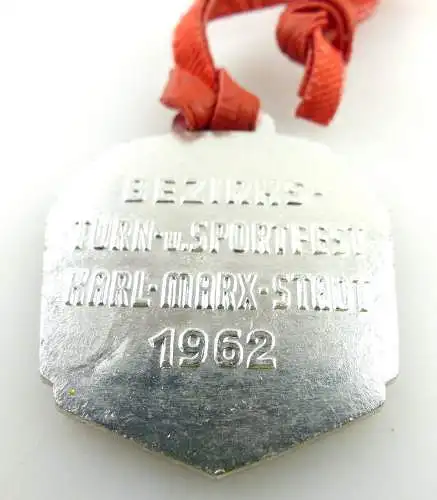 BEZIRKS-
TURN-u.SPORTFEST
KARL-MARX-STADT
1962